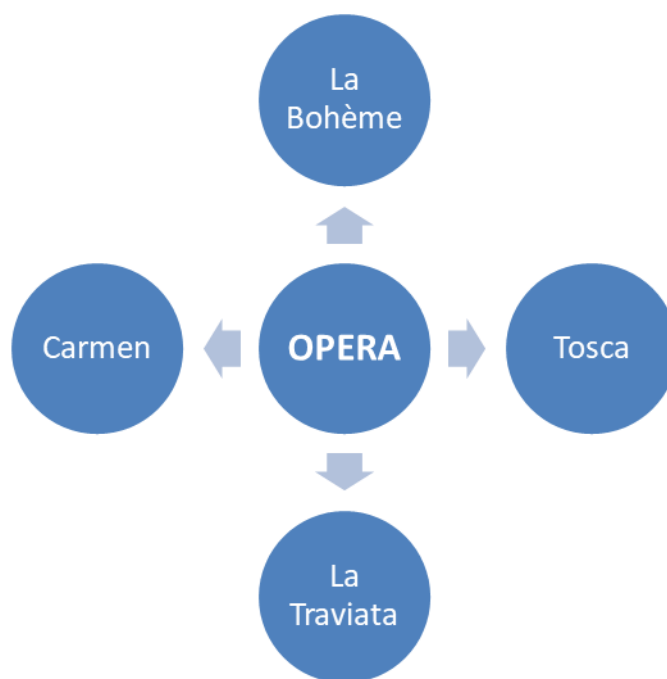 La
Bohème
Carmen
OPERA
Tosca
La
Traviata